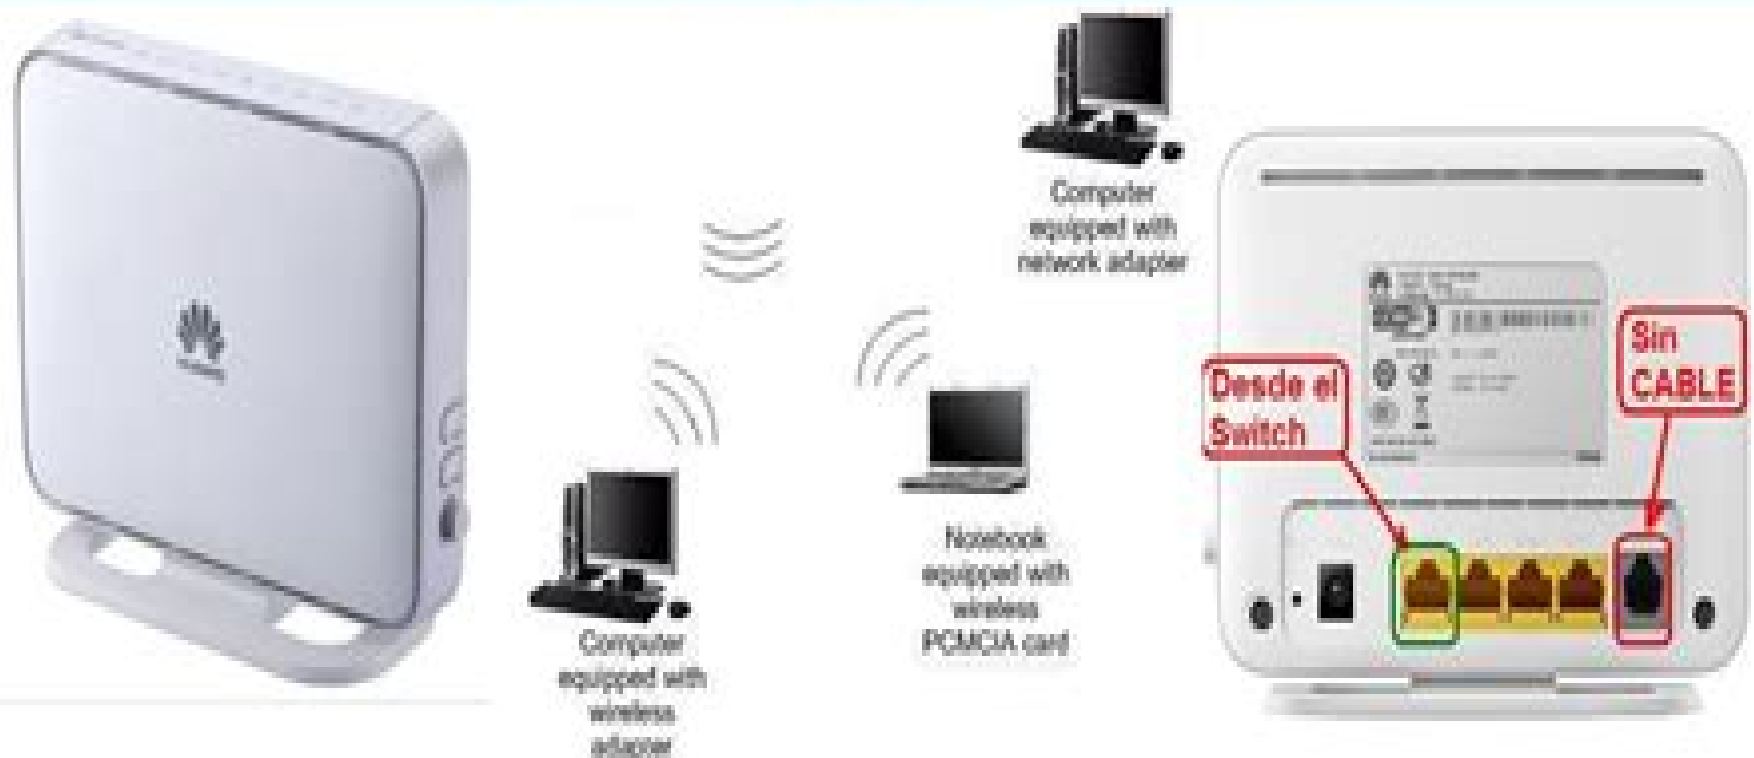 Computer
equipped with
network adapter
Computer
equipped with
wireless
adapter
Notebook
equipped with
wireless
PCMCIA card
Desde el
Switch
Sin
CABLE